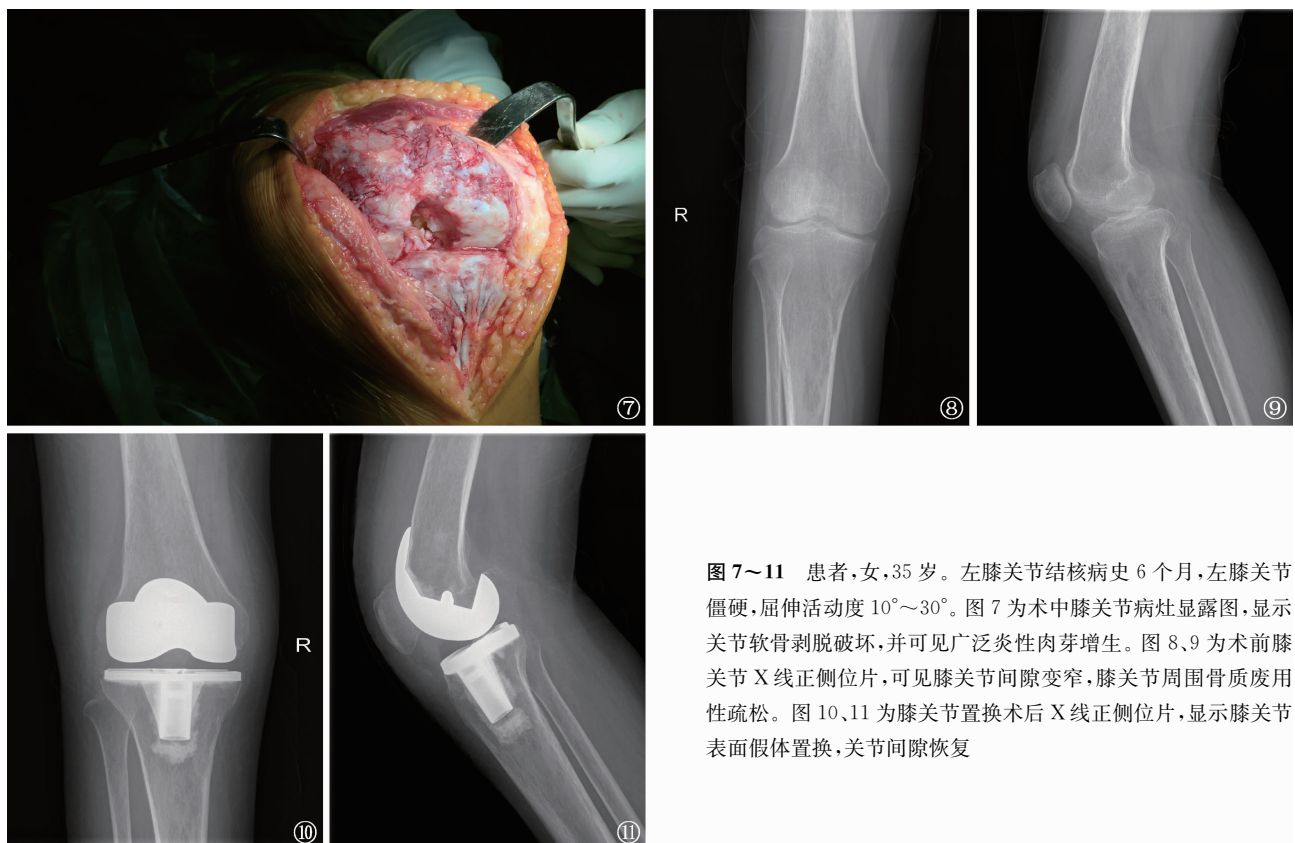 ⑦
R
⑧
⑨
R
⑩
⑪
图 7～11 患者,女,35 岁。左膝关节结核病史 6 个月,左膝关节
僵硬,屈伸活动度 10°～30°。图 7 为术中膝关节病灶显露图,显示
关节软骨剥脱破坏,并可见广泛炎性肉芽增生。图 8、9 为术前膝
关节 X 线正侧位片,可见膝关节间隙变窄,膝关节周围骨质废用
性疏松。图 10、11 为膝关节置换术后 X 线正侧位片,显示膝关节
表面假体置换,关节间隙恢复